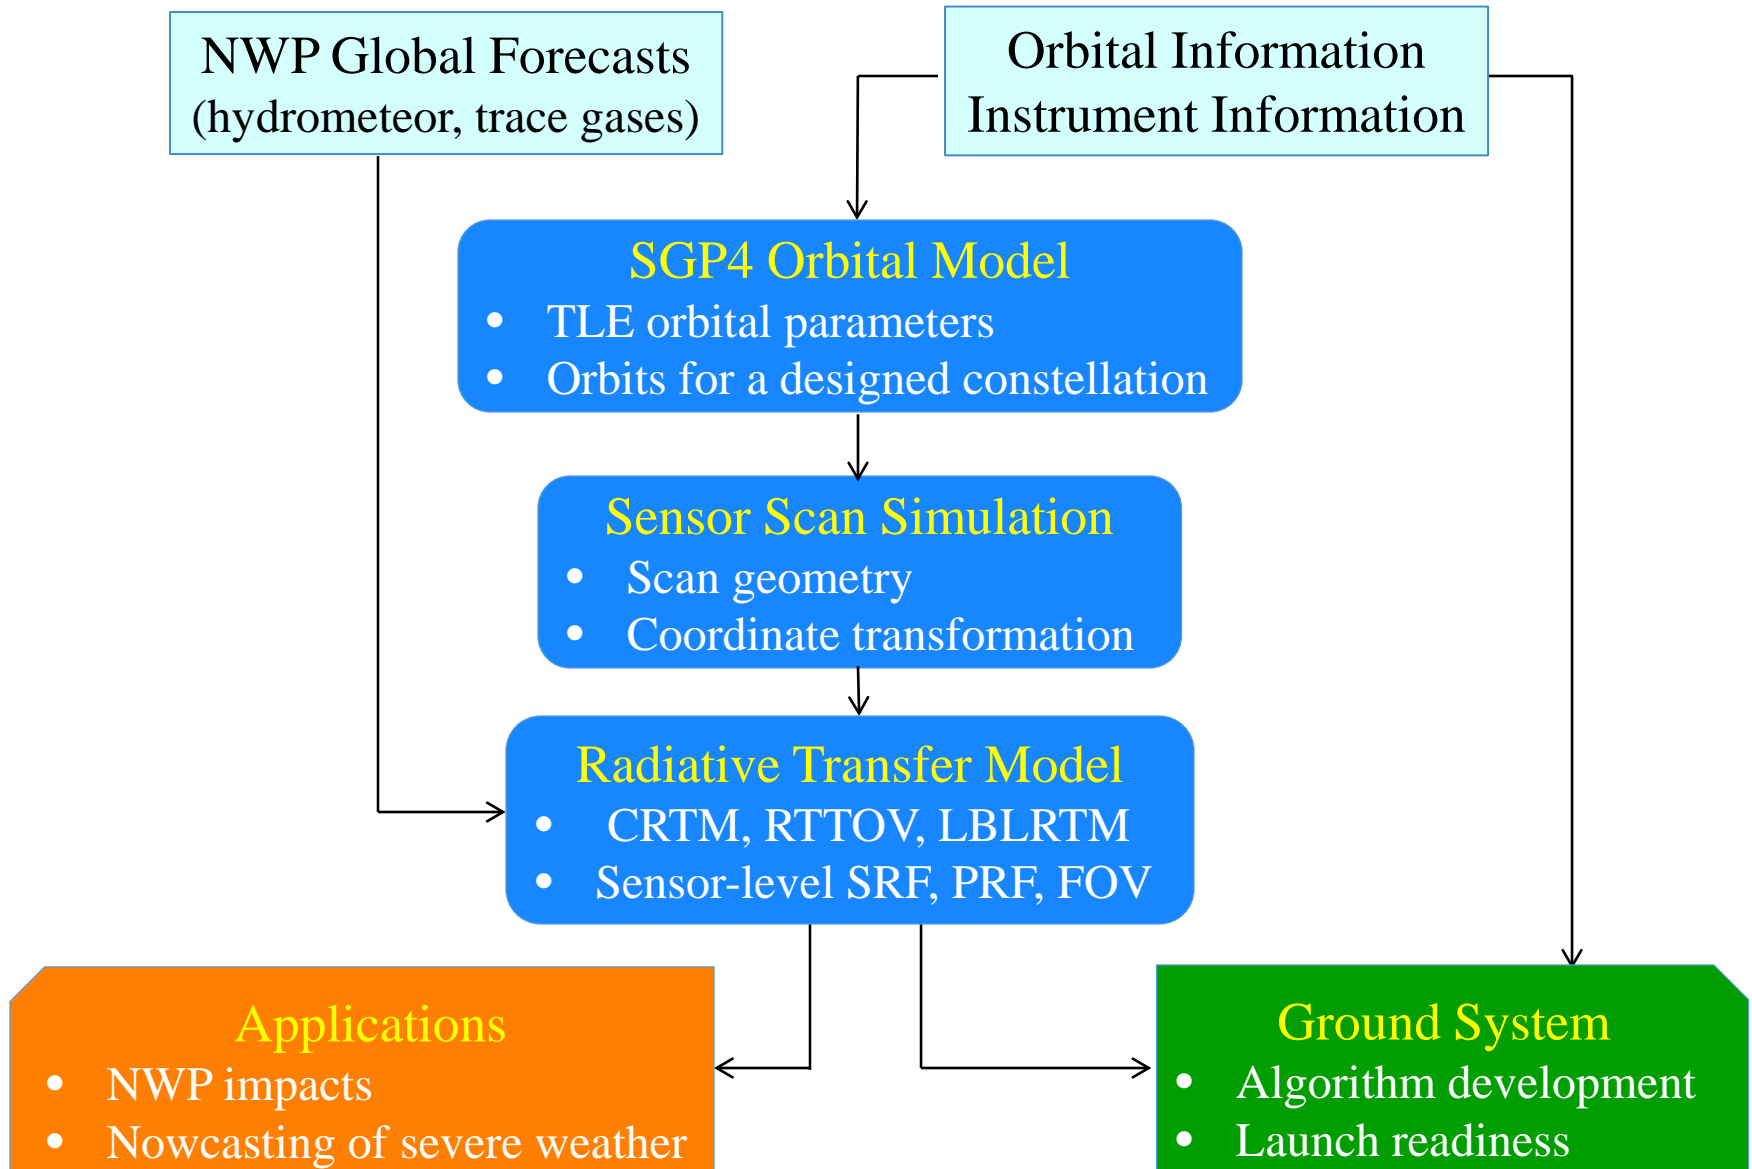 NWP Global Forecasts
(hydrometeor, trace gases)
Orbital Information
Instrument Information
SGP4 Orbital Model
• TLE orbital parameters
• Orbits for a designed constellation
Sensor Scan Simulation
• Scan geometry
• Coordinate transformation
Radiative Transfer Model
• CRTM, RTTOV, LBLRTM
• Sensor-level SRF, PRF, FOV
Applications
• NWP impacts
• Nowcasting of severe weather
Ground System
• Algorithm development
• Launch readiness